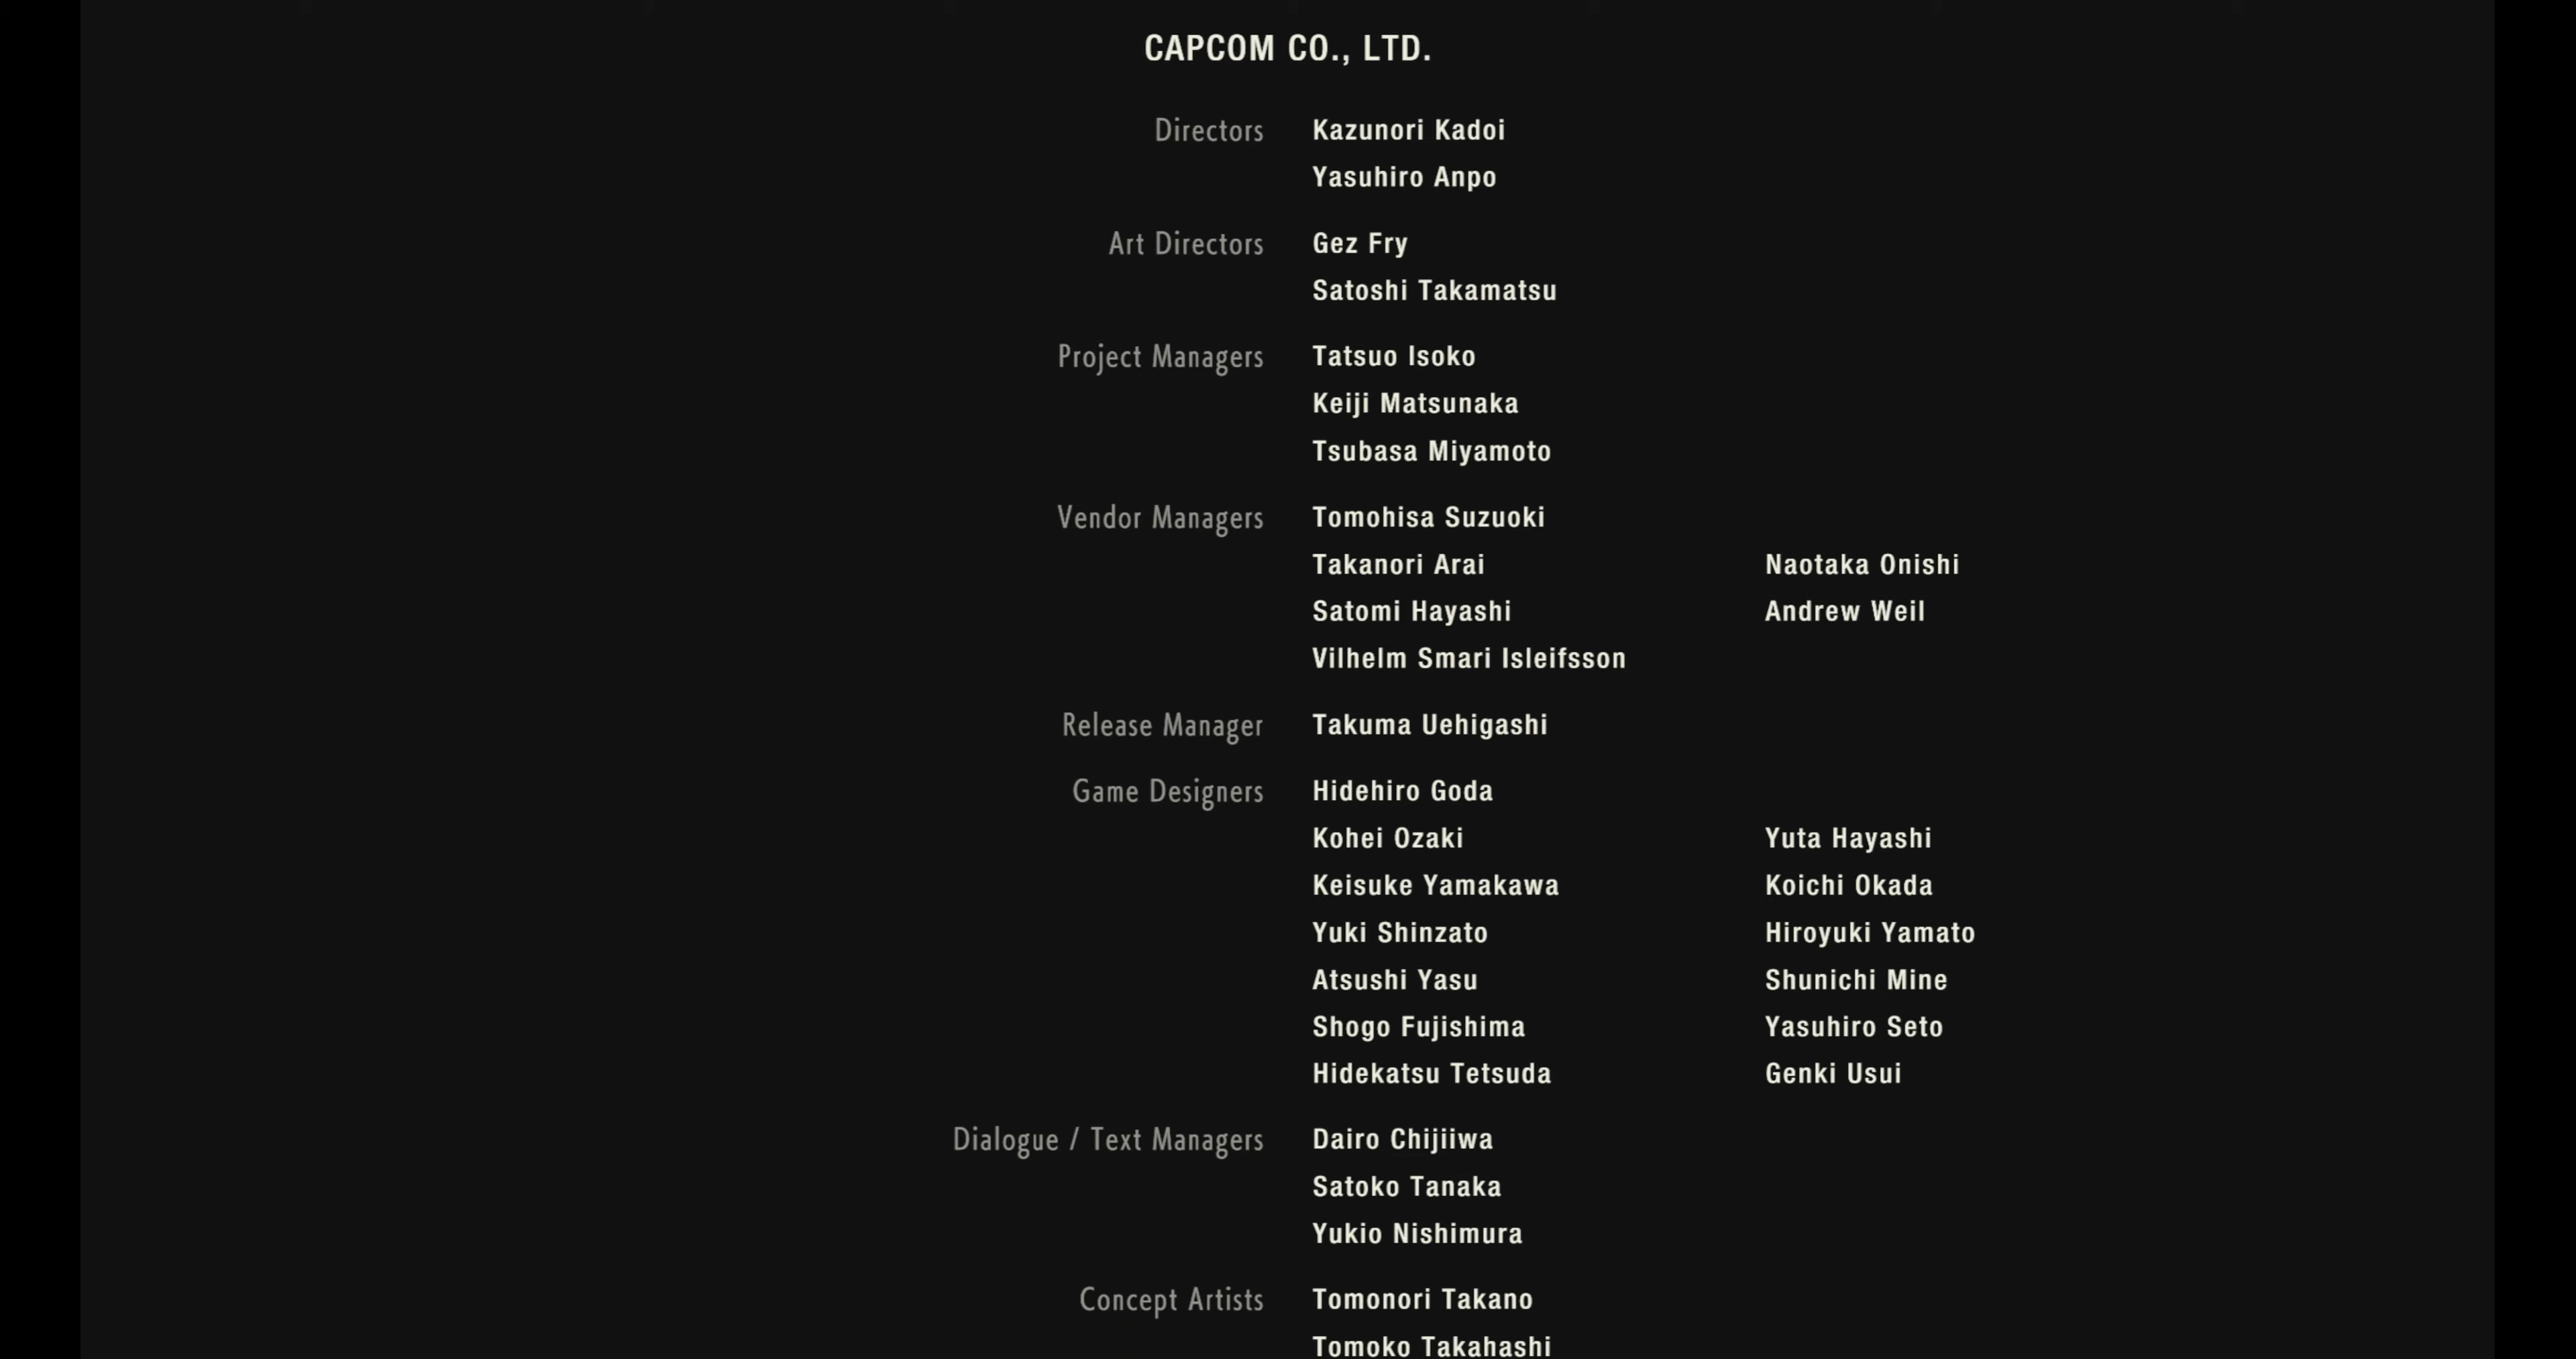 CAPCOM CO., LTD.
Directors Kazunori Kadoi
Yasuhiro Anpo
Art Directors Gez Fry
Satoshi Takamatsu
Project Managers Tatsuo Isoko
Keiji Matsunaka
Tsubasa Miyamoto
Vendor Managers Tomohisa Suzuoki
Takanori Arai Naotaka Onishi
Satomi Hayashi Andrew Weil
Vilhelm Smari Isleifsson
Release Manager Takuma Uehigashi
Game Designers Hidehiro Goda
Kohei Ozaki Yuta Hayashi
Keisuke Yamakawa Koichi Okada
Yuki Shinzato Hiroyuki Yamato
Atsushi Yasu Shunichi Mine
Shogo Fujishima Yasuhiro Seto
Hidekatsu Tetsuda Genki Usui
Dialogue / Text Managers Dairo Chijiiwa
Satoko Tanaka
Yukio Nishimura
Concept Artists Tomonori Takano
Tomoko Takahashi